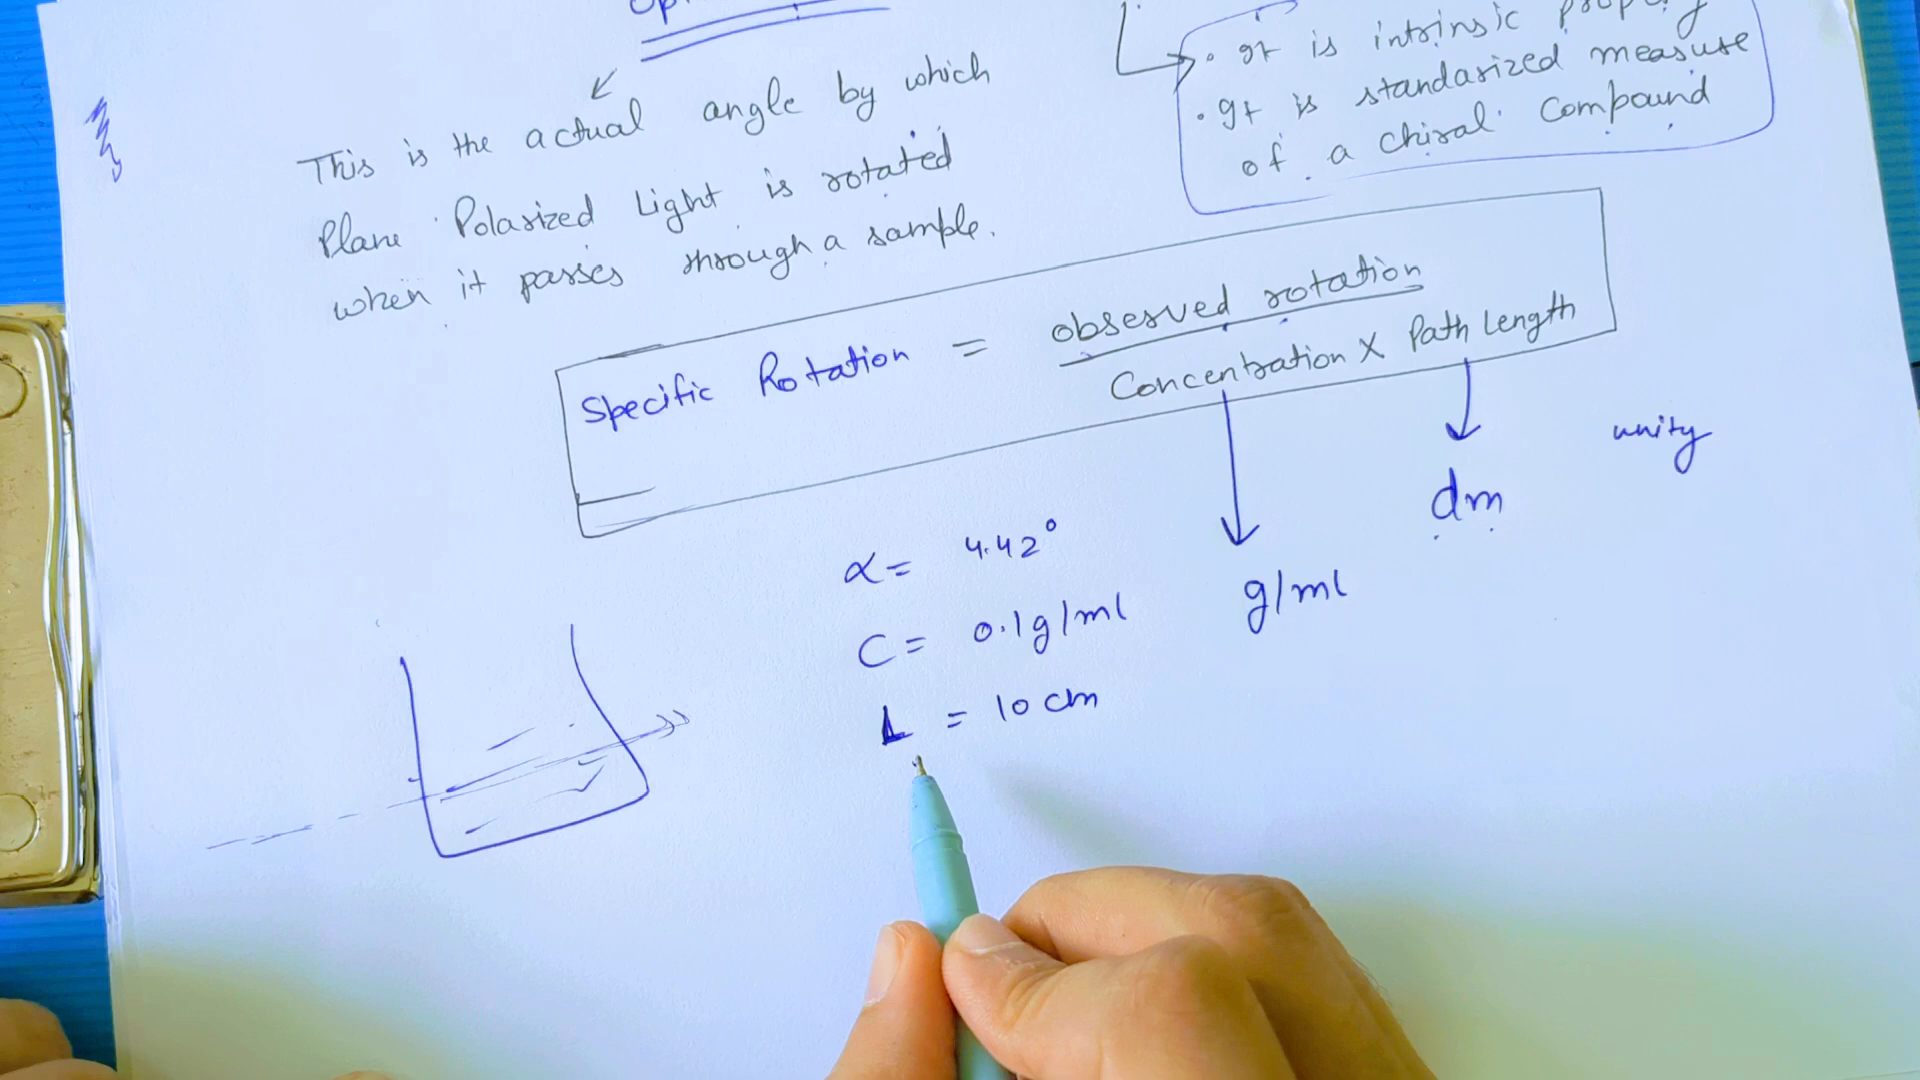 This is the actual angle by which
Plane Polarized Light is rotated
when it passes through a sample.
• It is intrinsic
• It is standarized measure
of a chiral compound
Specific Rotation = observed rotation
Concentration X Path Length
unity
dm
g/ml
α = 4.42°
C = 0.1g/ml
L = 10 cm